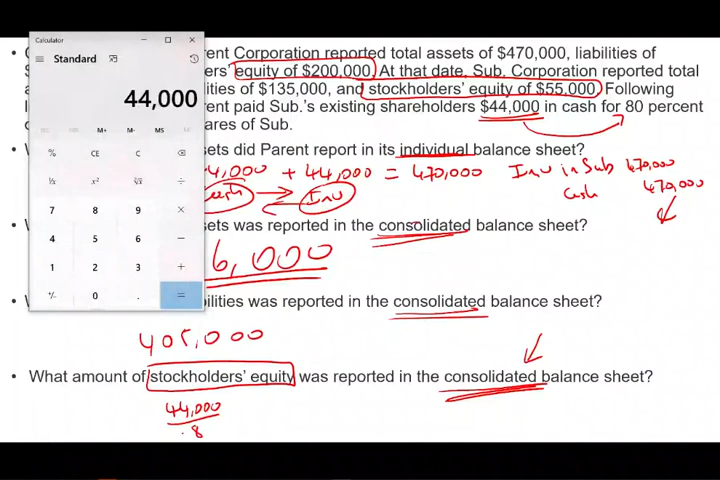 Calculator
Standard
44,000
M+ M- MS
% CE C
7 8 9 ×
4 5 6 −
1 2 3 +
+/- 0 . =
rent Corporation reported total assets of $470,000, liabilities of
ers' equity of $200,000. At that date, Sub. Corporation reported total
ilities of $135,000, and stockholders' equity of $55,000. Following
rent paid Sub.'s existing shareholders $44,000 in cash for 80 percent
ares of Sub.
sets did Parent report in its individual balance sheet?
4,000 + 44,000 = 470,000 Inv in Sub 470,000
cash Inv cash 470,000
sets was reported in the consolidated balance sheet?
6,000
bilities was reported in the consolidated balance sheet?
405,000
• What amount of stockholders' equity was reported in the consolidated balance sheet?
44,000
.8